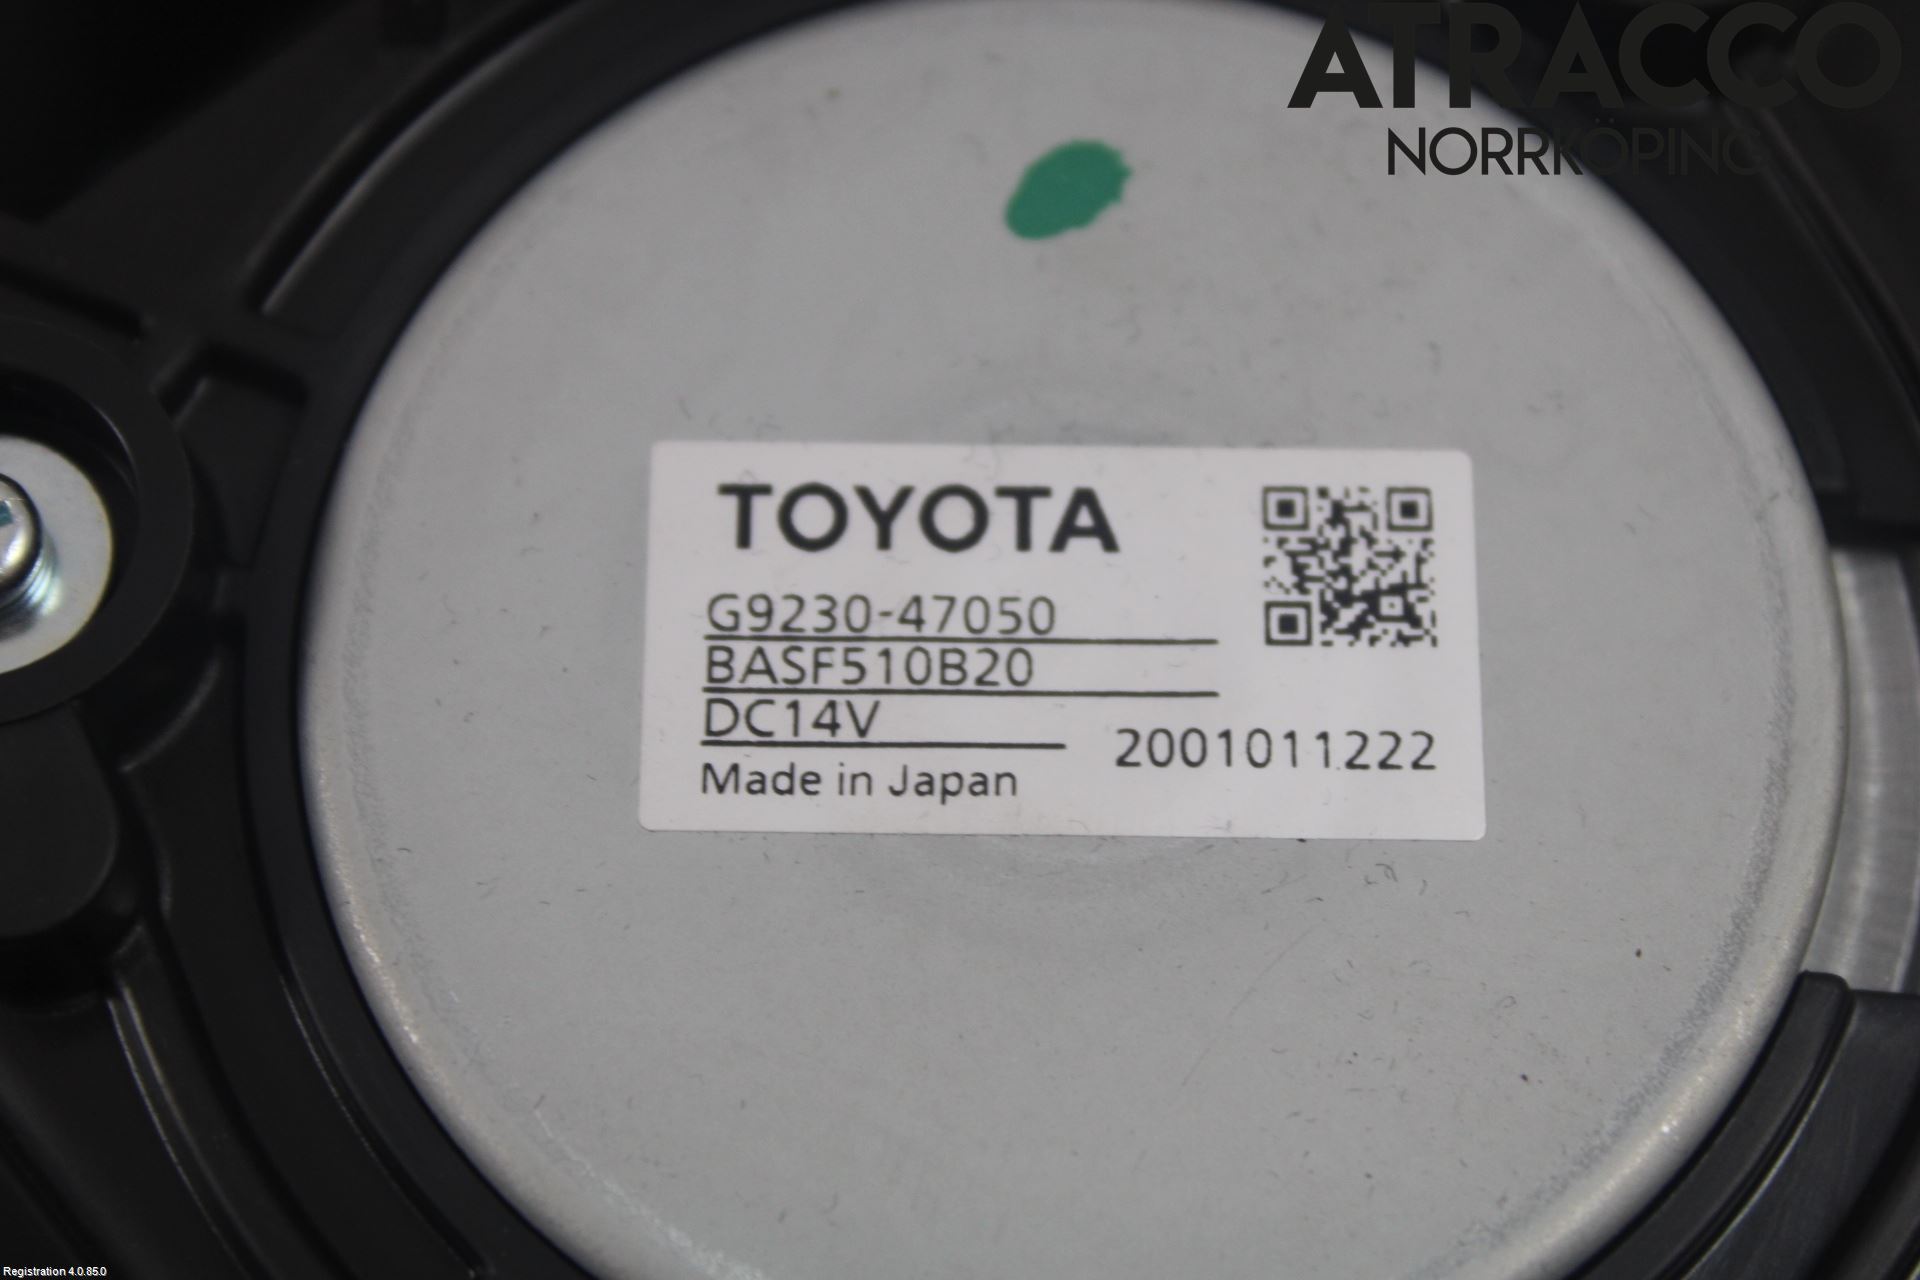 ATRACCO
NORRKÖPING
TOYOTA
G9230-47050
BASF510B20
DC14V
2001011222
Made in Japan
Registration 4.0.85.0